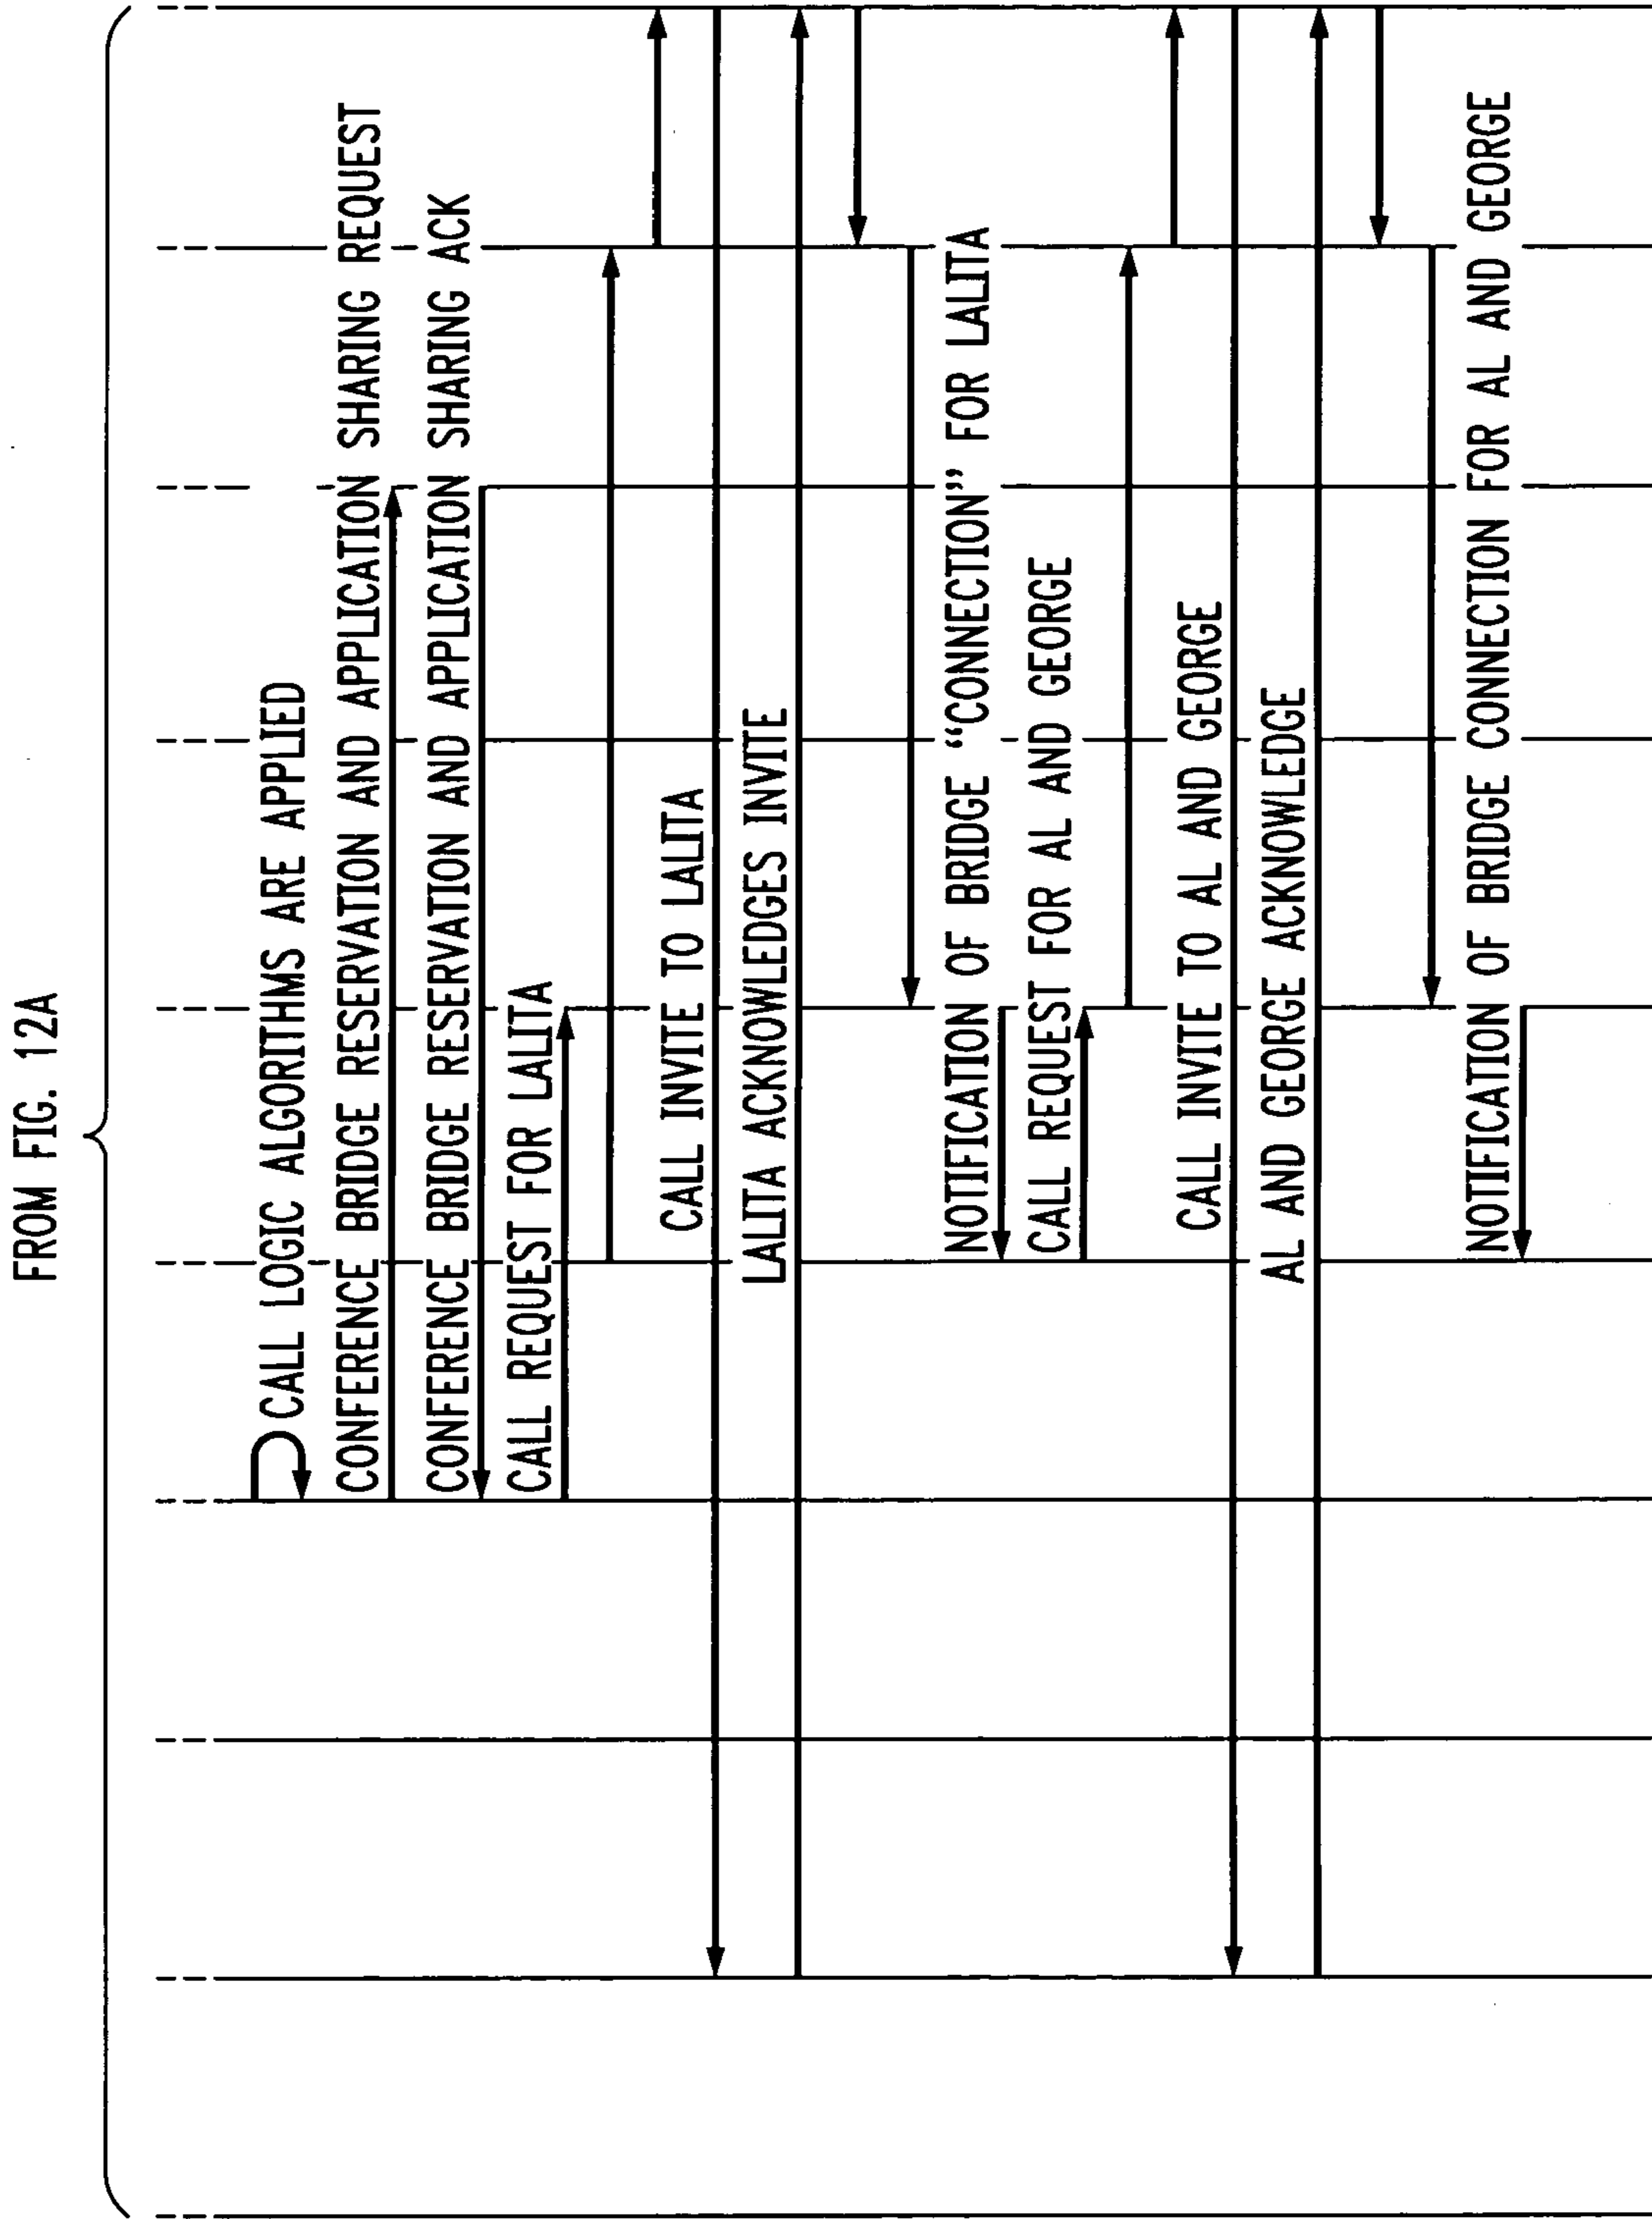 FROM FIG. 12A
CALL LOGIC ALGORITHMS ARE APPLIED
CONFERENCE BRIDGE RESERVATION AND APPLICATION SHARING REQUEST
CONFERENCE BRIDGE RESERVATION AND APPLICATION SHARING ACK
CALL REQUEST FOR LALITA
CALL INVITE TO LALITA
LALITA ACKNOWLEDGES INVITE
NOTIFICATION OF BRIDGE “CONNECTION” FOR LALITA
CALL REQUEST FOR AL AND GEORGE
CALL INVITE TO AL AND GEORGE
AL AND GEORGE ACKNOWLEDGE
NOTIFICATION OF BRIDGE CONNECTION FOR AL AND GEORGE